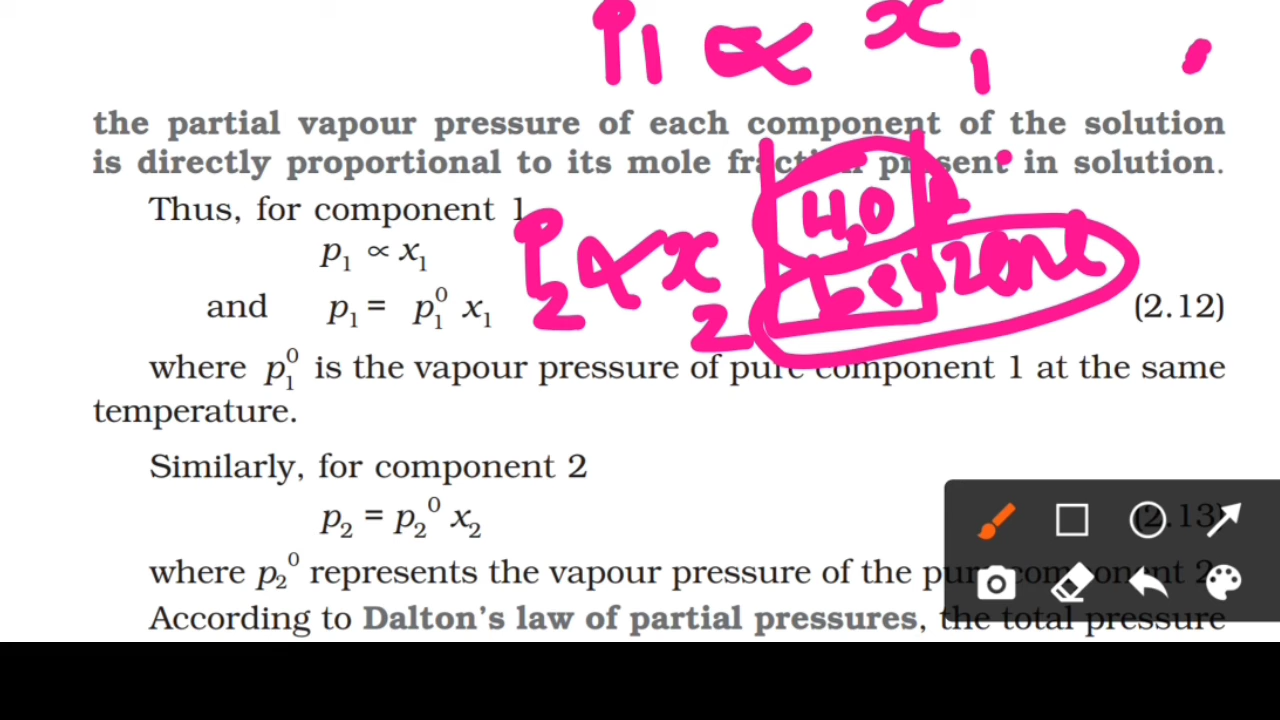 p1 ∝ x1
the partial vapour pressure of each component of the solution
is directly proportional to its mole fraction present in solution.
Thus, for component 1
H2O
p₁ ∝ x₁
P2 ∝ x2
benzene
and p₁ = p₁⁰ x₁ (2.12)
where p₁⁰ is the vapour pressure of pure component 1 at the same
temperature.
Similarly, for component 2
p₂ = p₂⁰ x₂ (2.13)
where p₂⁰ represents the vapour pressure of the pure component 2.
According to Dalton's law of partial pressures, the total pressure